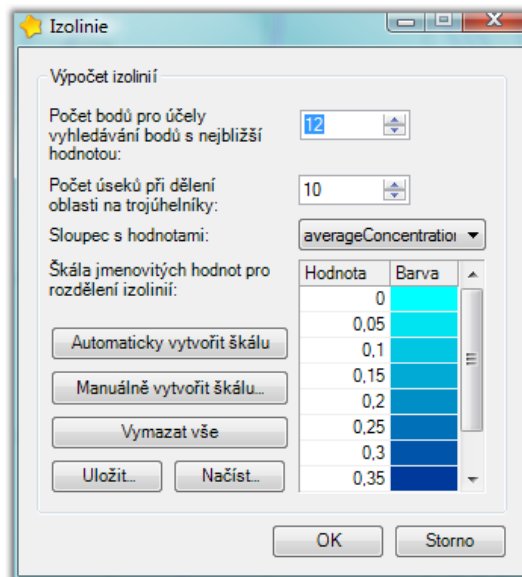 Izolinie
Výpočet izolinií
Počet bodů pro účely
vyhledávání bodů s nejbližší
hodnotou:
12
Počet úseků při dělení
oblasti na trojúhelníky:
10
Sloupec s hodnotami:
averageConcentration
Škála jmenovitých hodnot pro
rozdělení izolinií:
Hodnota Barva
0
0,05
0,1
0,15
0,2
0,25
0,3
0,35
Automaticky vytvořit škálu
Manuálně vytvořit škálu...
Vymazat vše
Uložit... Načíst...
OK Storno